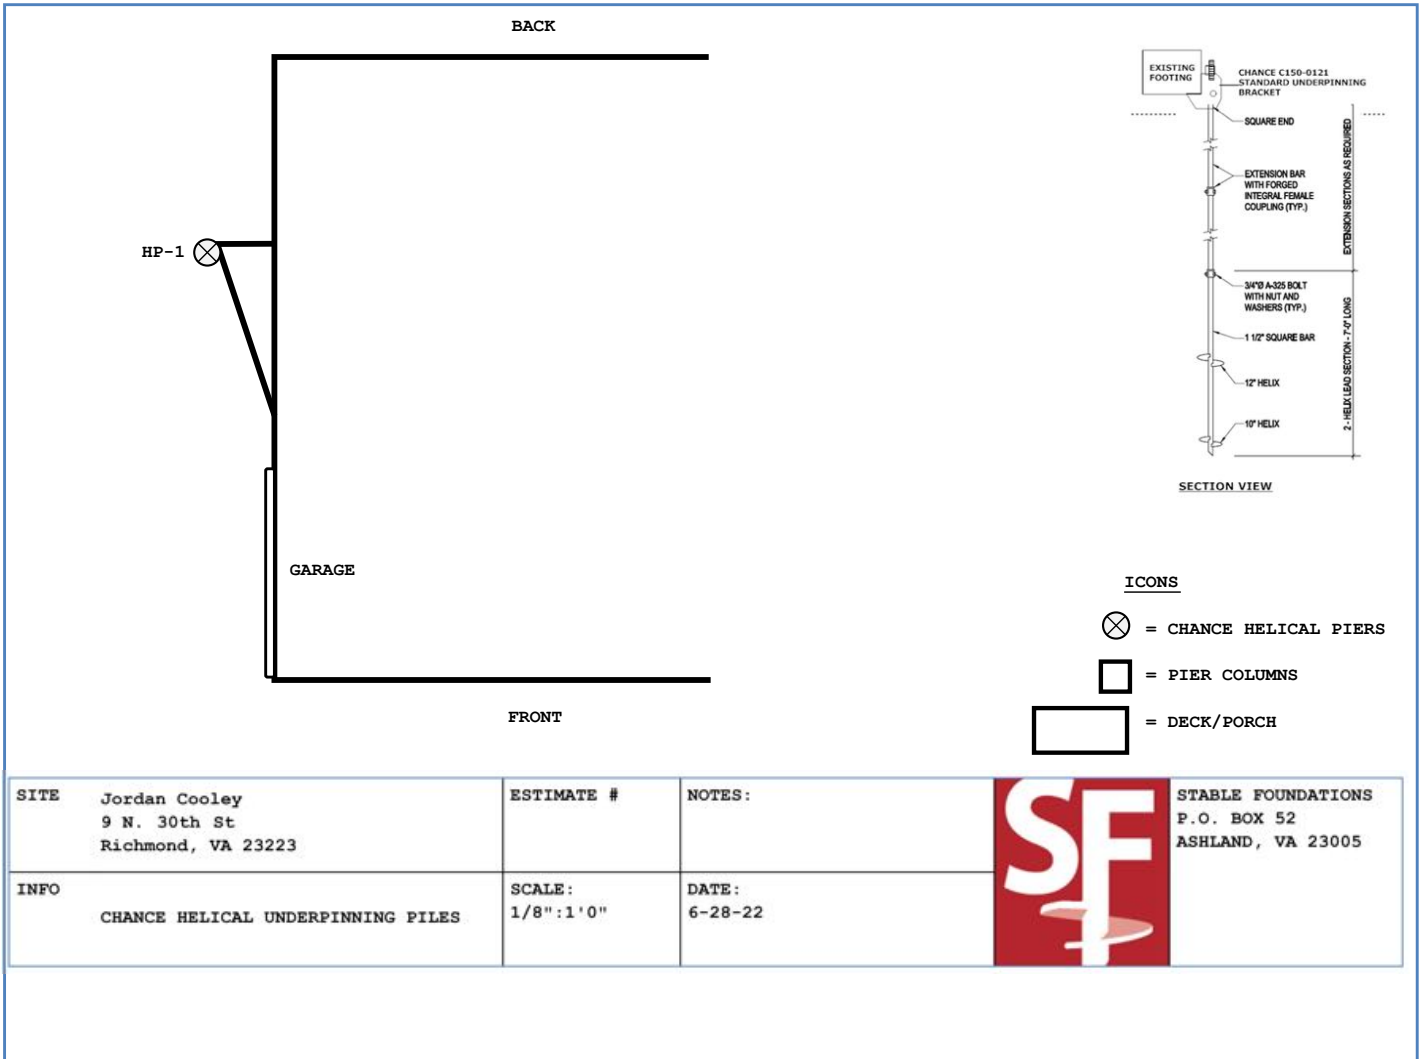 BACK
HP-1
GARAGE
FRONT
EXISTING
FOOTING
CHANCE C150-0121
STANDARD UNDERPINNING
BRACKET
SQUARE END
EXTENSION BAR
WITH FORGED
INTEGRAL FEMALE
COUPLING (TYP.)
EXTENSION SECTIONS AS REQUIRED
3/4"Ø A-325 BOLT
WITH NUT AND
WASHERS (TYP.)
1 1/2" SQUARE BAR
12" HELIX
10" HELIX
2 - HELIX LEAD SECTION - 7'-0" LONG
SECTION VIEW
ICONS
= CHANCE HELICAL PIERS
= PIER COLUMNS
= DECK/PORCH
SITE
Jordan Cooley
9 N. 30th St
Richmond, VA 23223
ESTIMATE #
NOTES:
SF
STABLE FOUNDATIONS
P.O. BOX 52
ASHLAND, VA 23005
INFO
CHANCE HELICAL UNDERPINNING PILES
SCALE:
1/8":1'0"
DATE:
6-28-22